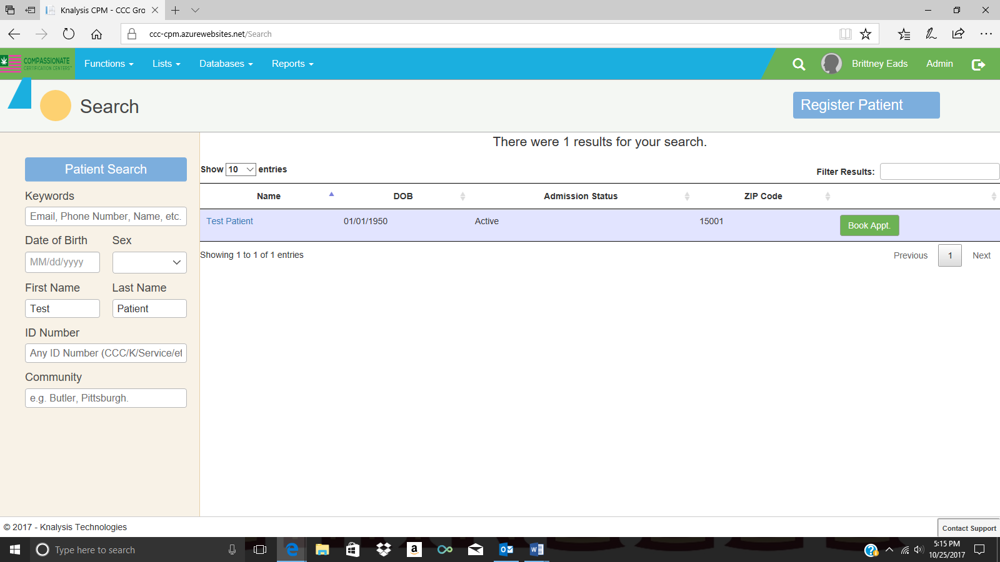 Knalysis CPM - CCC Gro
ccc-cpm.azurewebsites.net/Search
COMPASSIONATE
CERTIFICATION CENTERS
Functions
Lists
Databases
Reports
Brittney Eads
Admin
Search
Register Patient
There were 1 results for your search.
Patient Search
Show 10 entries
Filter Results:
Keywords
Email, Phone Number, Name, etc.
Name
DOB
Admission Status
ZIP Code
Test Patient
01/01/1950
Active
15001
Book Appt.
Date of Birth
Sex
MM/dd/yyyy
Showing 1 to 1 of 1 entries
Previous
1
Next
First Name
Last Name
Test
Patient
ID Number
Any ID Number (CCC/K/Service/et
Community
e.g. Butler, Pittsburgh.
© 2017 - Knalysis Technologies
Contact Support
Type here to search
5:15 PM
10/25/2017